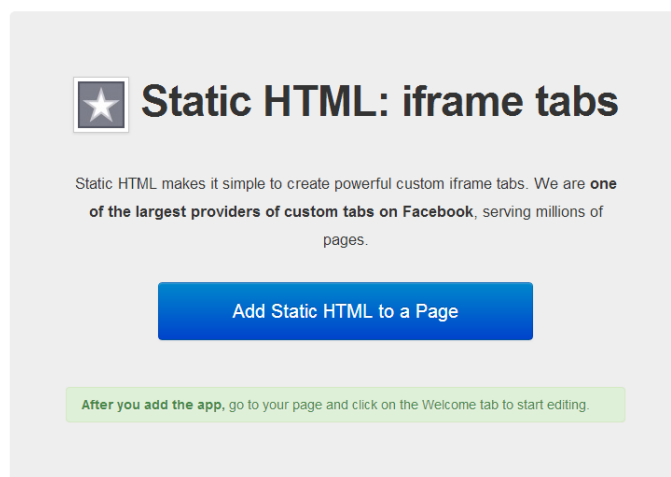 Static HTML: iframe tabs
Static HTML makes it simple to create powerful custom iframe tabs. We are one
of the largest providers of custom tabs on Facebook, serving millions of
pages.
Add Static HTML to a Page
After you add the app, go to your page and click on the Welcome tab to start editing.